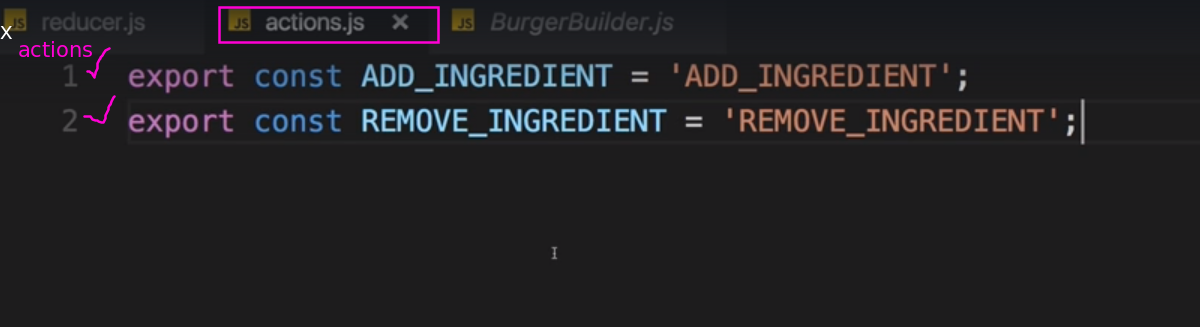 JS reducer.js JS actions.js × JS BurgerBuilder.js
x
actions
1 export const ADD_INGREDIENT = 'ADD_INGREDIENT';
2 export const REMOVE_INGREDIENT = 'REMOVE_INGREDIENT';